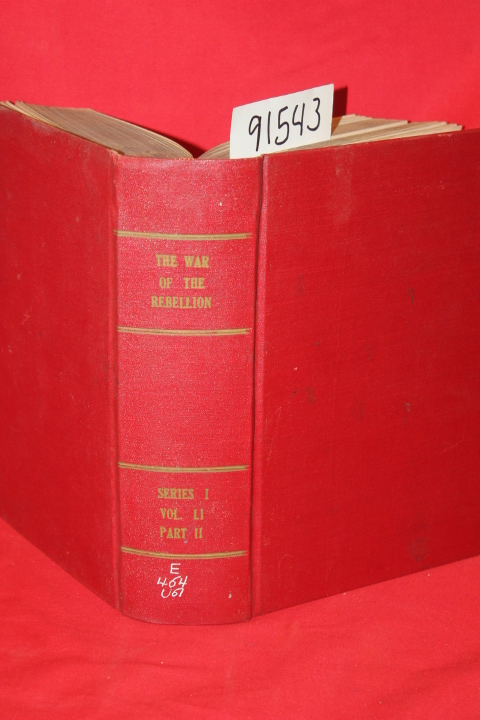 91543
THE WAR
OF THE
REBELLION
SERIES I
VOL. LI
PART II
E
464
U61